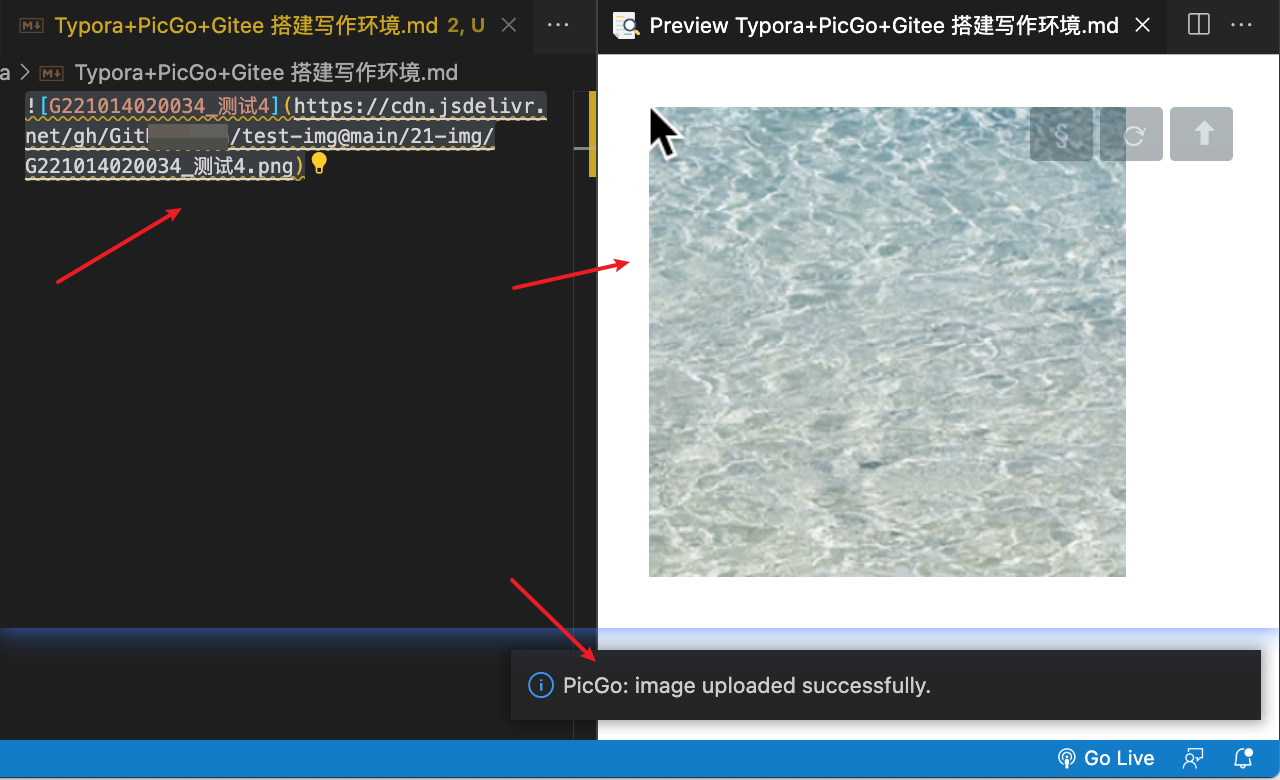 Typora+PicGo+Gitee 搭建写作环境.md 2, U
Preview Typora+PicGo+Gitee 搭建写作环境.md
a > Typora+PicGo+Gitee 搭建写作环境.md
![G221014020034_测试4](https://cdn.jsdelivr.
net/gh/Git /test-img@main/21-img/
G221014020034_测试4.png)
PicGo: image uploaded successfully.
Go Live